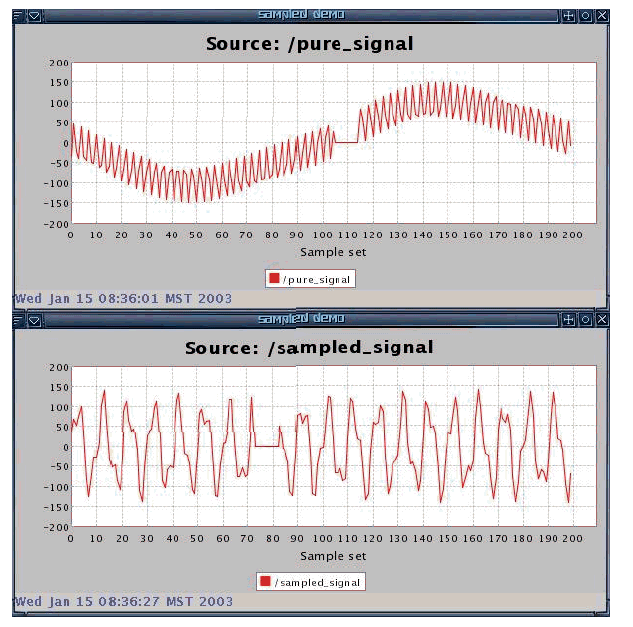 sampled demo
Source: /pure_signal
200
150
100
50
0
−50
−100
−150
−200
0 10 20 30 40 50 60 70 80 90 100 110 120 130 140 150 160 170 180 190 200
Sample set
/pure_signal
Wed Jan 15 08:36:01 MST 2003
sampled demo
Source: /sampled_signal
200
150
100
50
0
−50
−100
−150
−200
0 10 20 30 40 50 60 70 80 90 100 110 120 130 140 150 160 170 180 190 200
Sample set
/sampled_signal
Wed Jan 15 08:36:27 MST 2003